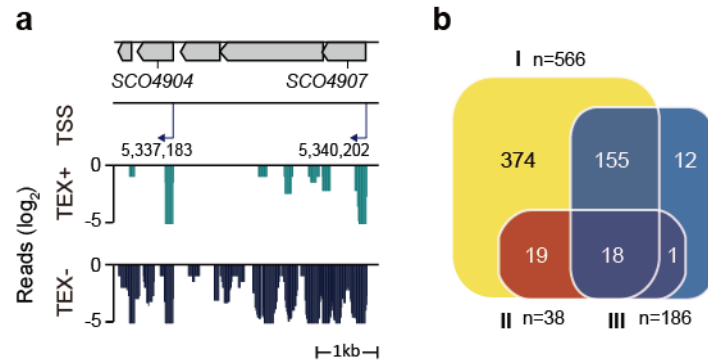 a
SCO4904 SCO4907
TSS
5,337,183 5,340,202
Reads (log2)
TEX+
0
-5
TEX-
0
-5
1kb
b
I n=566
374 155 12
19 18 1
II n=38 III n=186